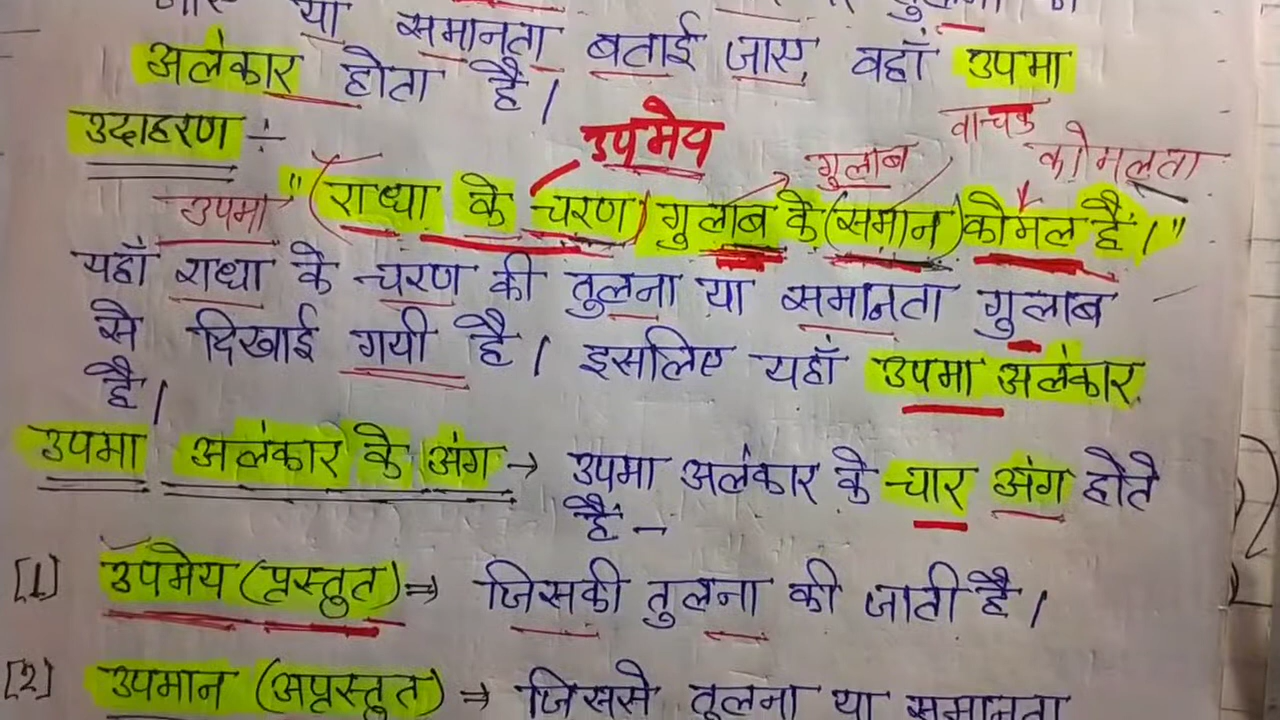 या समानता बताई जाए, वहाँ उपमा
अलंकार होता है।
उदाहरण ÷
उपमेय
वाचक
गुलाब
कोमलता
उपमा
"(राधा के चरण) गुलाब के (समान) कोमल है।"
यहाँ राधा के चरण की तुलना या समानता गुलाब
से दिखाई गयी है। इसलिए यहाँ उपमा अलंकार
है।
उपमा अलंकार के अंग → उपमा अलंकार के चार अंग होते
हैं -
[1] उपमेय (प्रस्तुत) ⇒ जिसकी तुलना की जाती है।
[2] उपमान (अप्रस्तुत) ⇒ जिससे तुलना या समानता